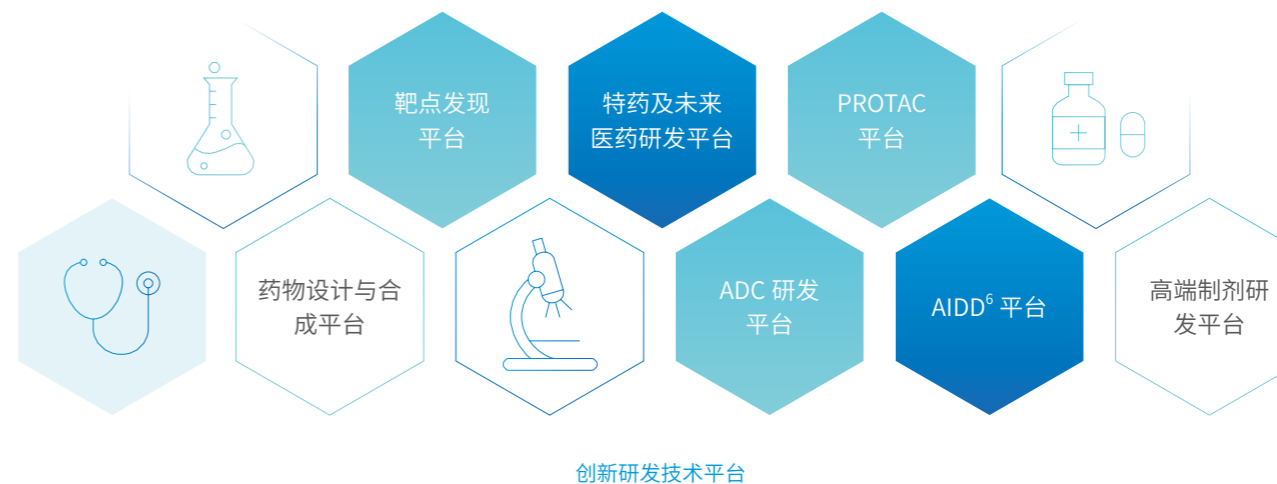 靶点发现
平台
特药及未来
医药研发平台
PROTAC
平台
药物设计与合
成平台
ADC 研发
平台
AIDD⁶ 平台
高端制剂研
发平台
创新研发技术平台